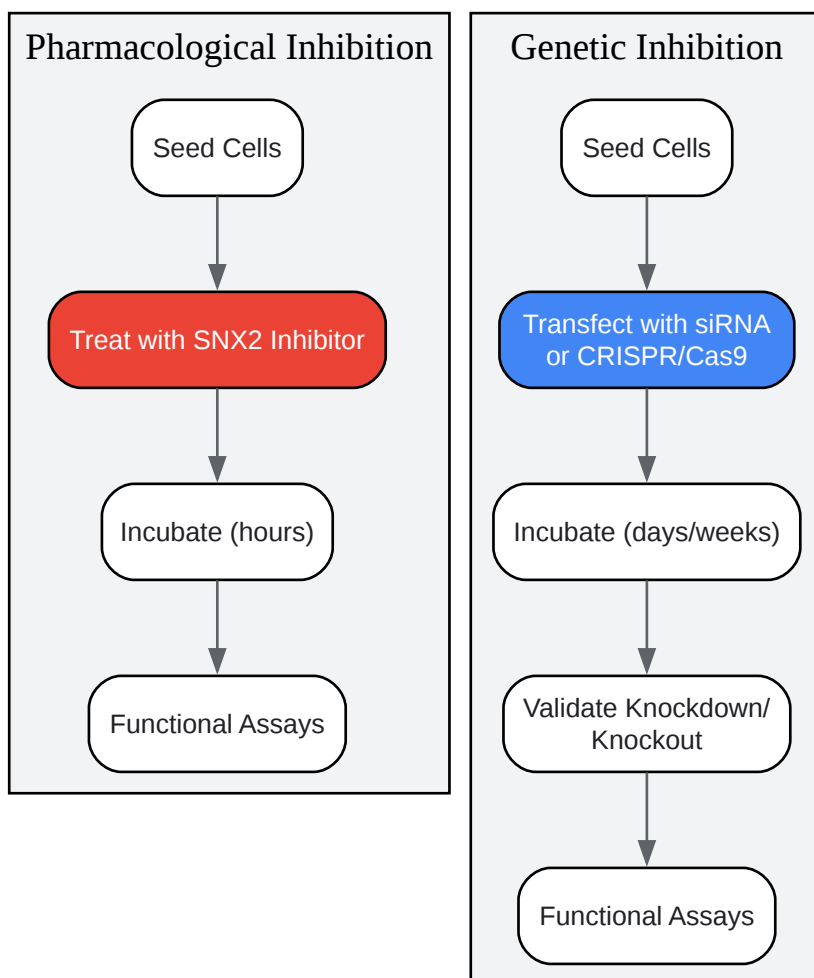 Pharmacological Inhibition
Seed Cells
Treat with SNX2 Inhibitor
Incubate (hours)
Functional Assays
Genetic Inhibition
Seed Cells
Transfect with siRNA
or CRISPR/Cas9
Incubate (days/weeks)
Validate Knockdown/
Knockout
Functional Assays